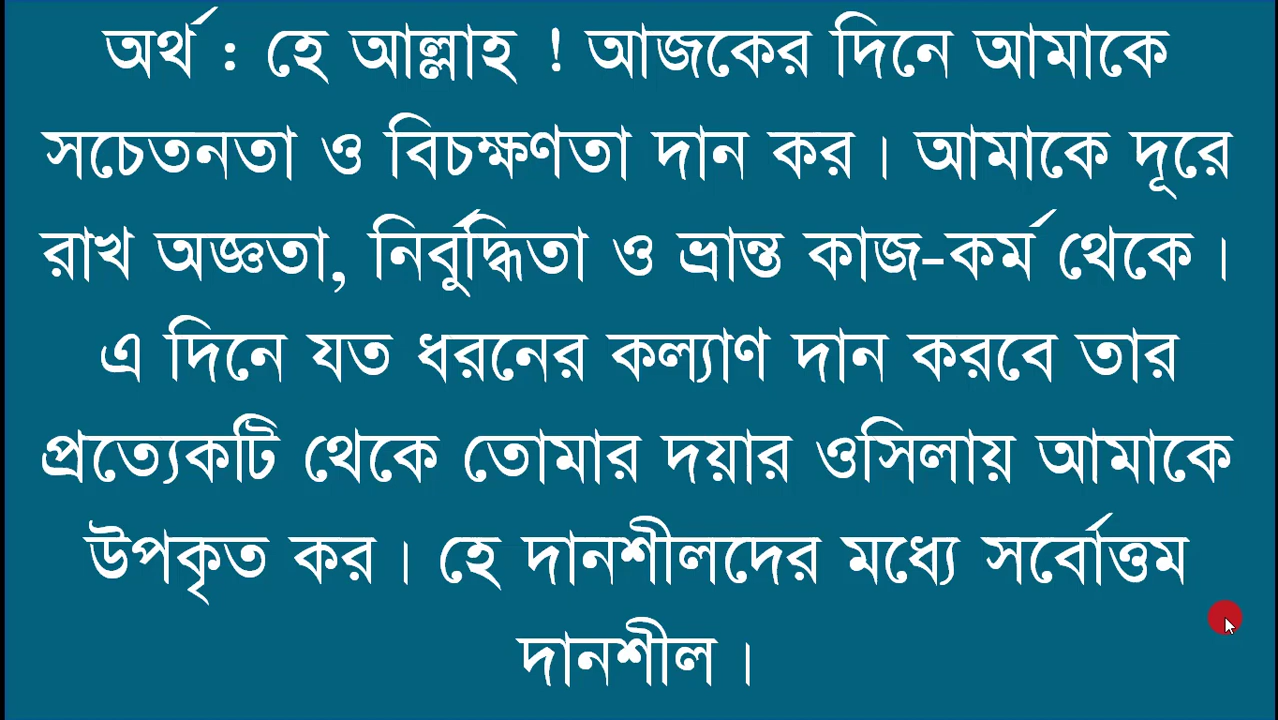 অর্থ : হে আল্লাহ ! আজকের দিনে আমাকে
সচেতনতা ও বিচক্ষণতা দান কর। আমাকে দূরে
রাখ অজ্ঞতা, নির্বুদ্ধিতা ও ভ্রান্ত কাজ-কর্ম থেকে।
এ দিনে যত ধরনের কল্যাণ দান করবে তার
প্রত্যেকটি থেকে তোমার দয়ার ওসিলায় আমাকে
উপকৃত কর। হে দানশীলদের মধ্যে সর্বোত্তম
দানশীল।